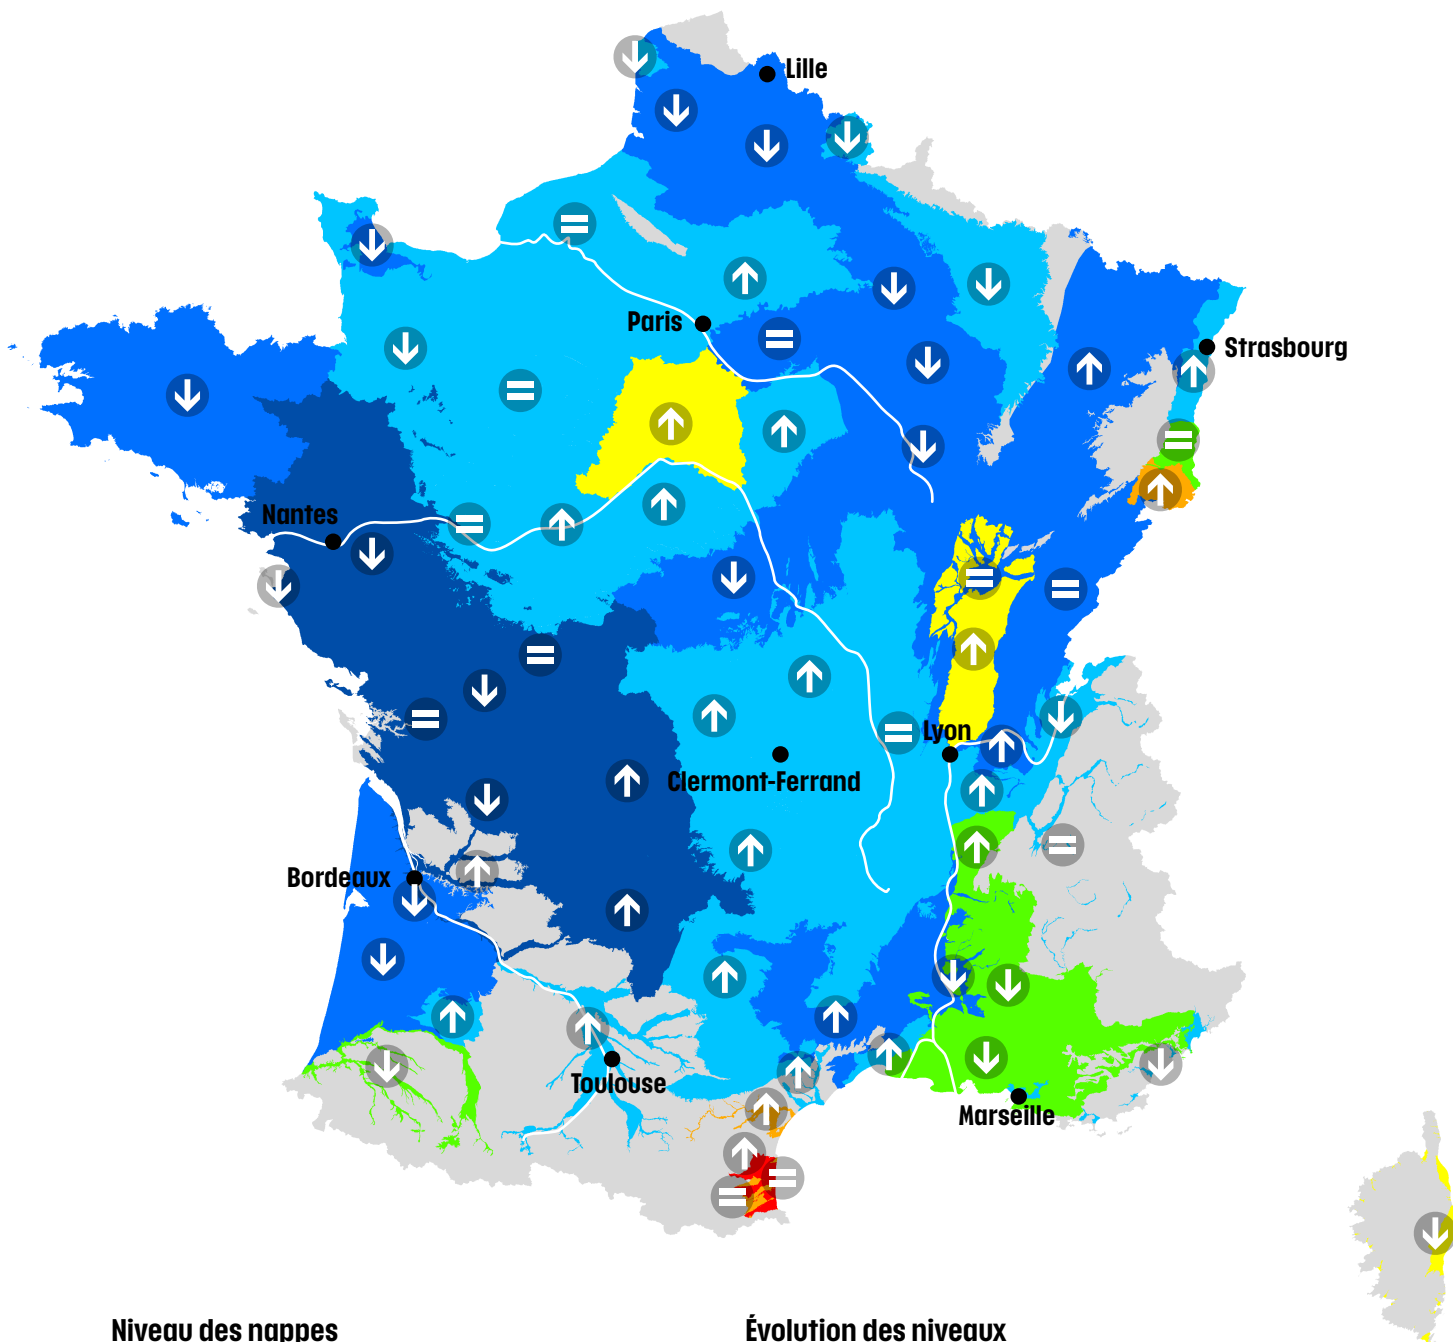 Lille
Paris
Strasbourg
Nantes
Lyon
Clermont-Ferrand
Bordeaux
Toulouse
Marseille
Niveau des nappes
Évolution des niveaux